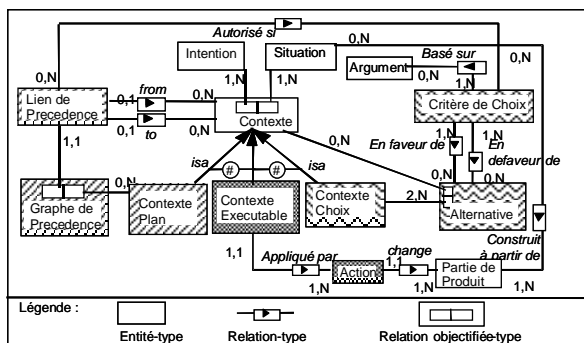 Autorisé si
Intention
Situation
0,N
Argument
Basé sur
0,N
0,N
from
0,N
1,N
1,N
0,N
1,N
Lien de
Precedence
0,1
to
0,1
0,N
Contexte
Critère de Choix
1,1
0,N
En faveur de
1,N
1,N
En
defaveur de
isa
#
#
isa
0,N
0,N
0,N
Graphe de
Precedence
Contexte
Plan
Contexte
Executable
Contexte
Choix
2,N
Alternative
1,1
Appliqué par
change
Construit
à partir de
1,N
Action
1,1
1,N
Partie de
Produit
1,N
1,N
Légende :
Entité-type
Relation-type
Relation objectifiée-type